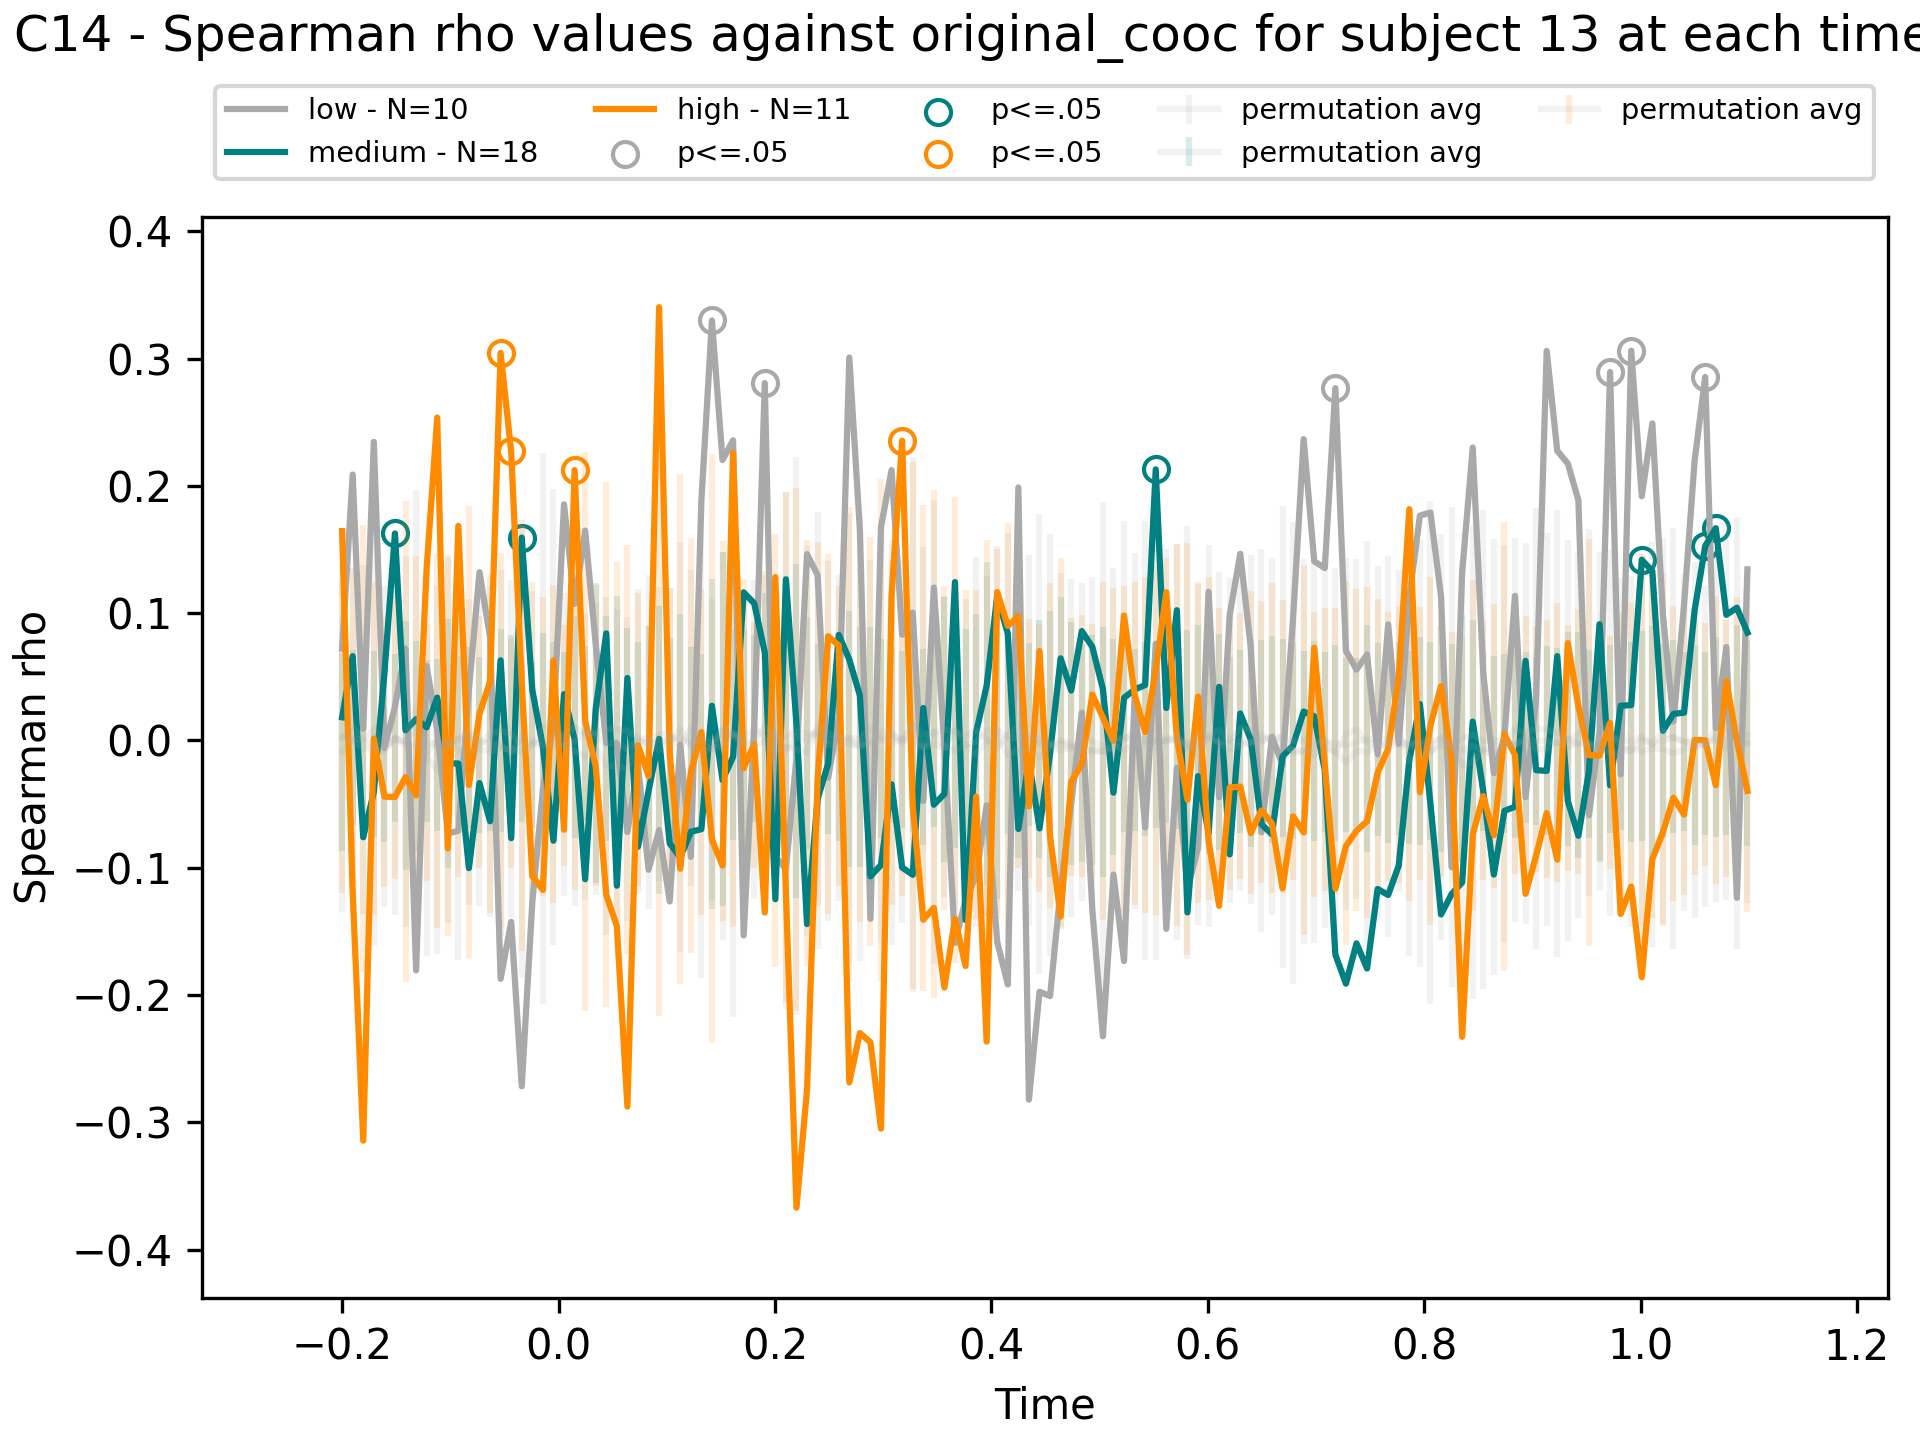 C14 - Spearman rho values against original_cooc for subject 13 at each time
low - N=10 high - N=11 p<=.05 permutation avg permutation avg
medium - N=18 p<=.05 p<=.05 permutation avg
0.4
0.3
0.2
0.1
0.0
−0.1
−0.2
−0.3
−0.4
Spearman rho
−0.2 0.0 0.2 0.4 0.6 0.8 1.0 1.2
Time